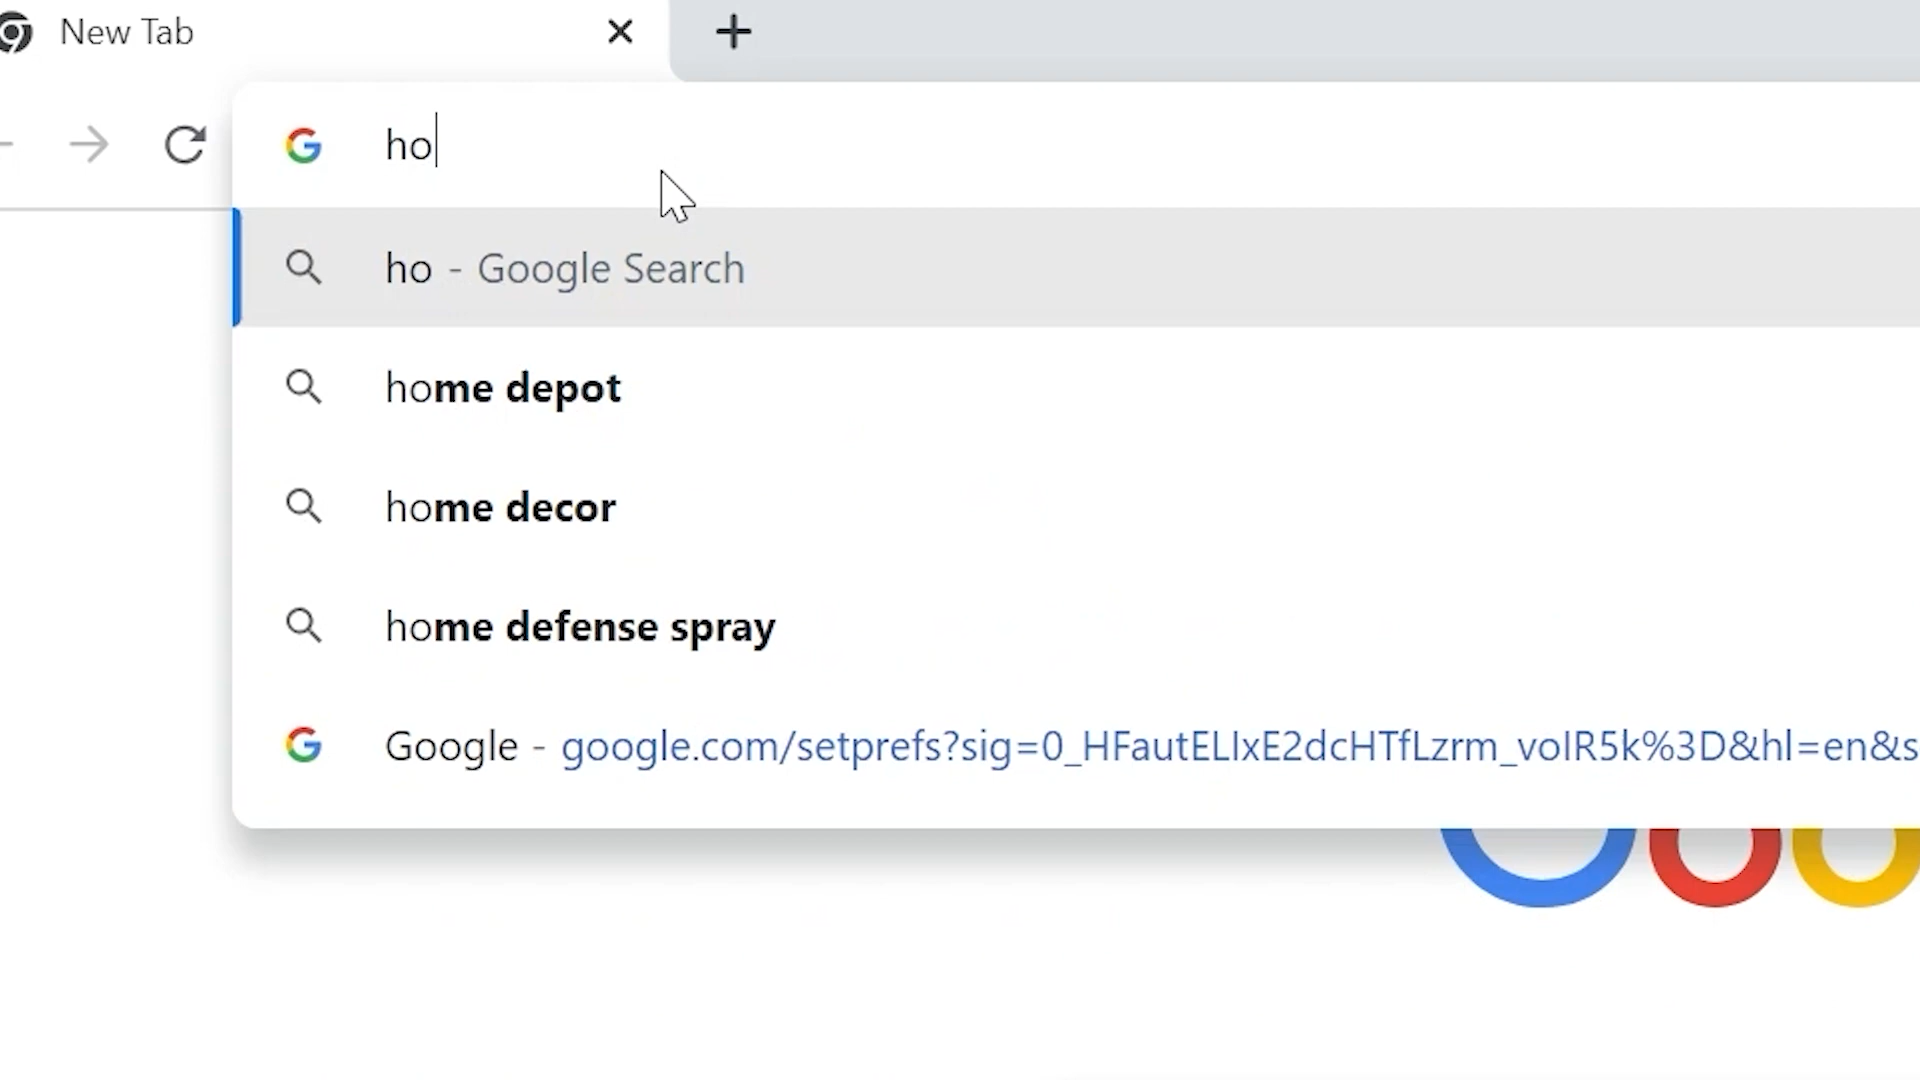 New Tab
ho
ho - Google Search
home depot
home decor
home defense spray
Google - google.com/setprefs?sig=0_HFautELIxE2dcHTfLzrm_voIR5k%3D&hl=en&s